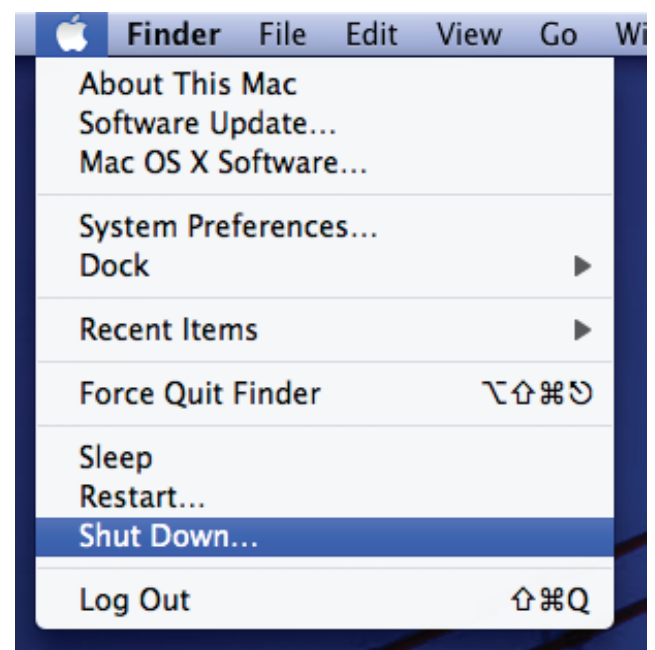 Finder File Edit View Go Wi
About This Mac
Software Update...
Mac OS X Software...
System Preferences...
Dock ▶
Recent Items ▶
Force Quit Finder ⌥⇧⌘⎋
Sleep
Restart...
Shut Down...
Log Out ⇧⌘Q